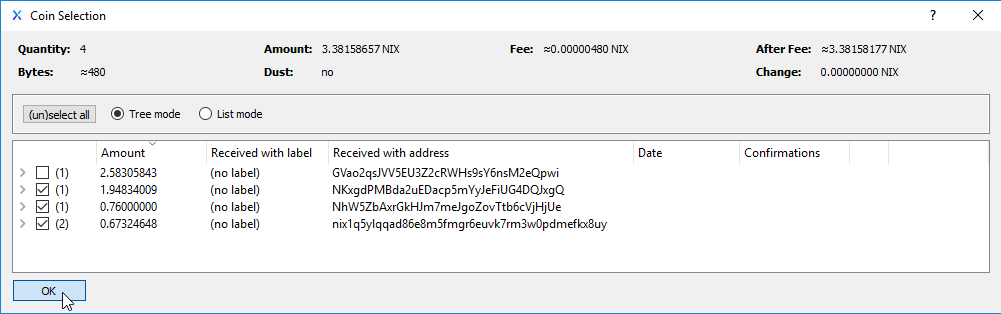 Coin Selection
Quantity: 4 Amount: 3.38158657 NIX Fee: ≈0.00000480 NIX After Fee: ≈3.38158177 NIX
Bytes: ≈480 Dust: no Change: 0.00000000 NIX
(un)select all Tree mode List mode
Amount Received with label Received with address Date Confirmations
(1) 2.58305843 (no label) GVao2qsJVV5EU3Z2cRWHs9sY6nsM2eQpwi
(1) 1.94834009 (no label) NKxgdPMBda2uEDacp5mYyJeFiUG4DQJxgQ
(1) 0.76000000 (no label) NhW5ZbAxrGkHJm7meJgoZovTtb6cVjHjUe
(2) 0.67324648 (no label) nix1q5ylqqad86e8m5fmgr6euvk7rm3w0pdmefkx8uy
OK